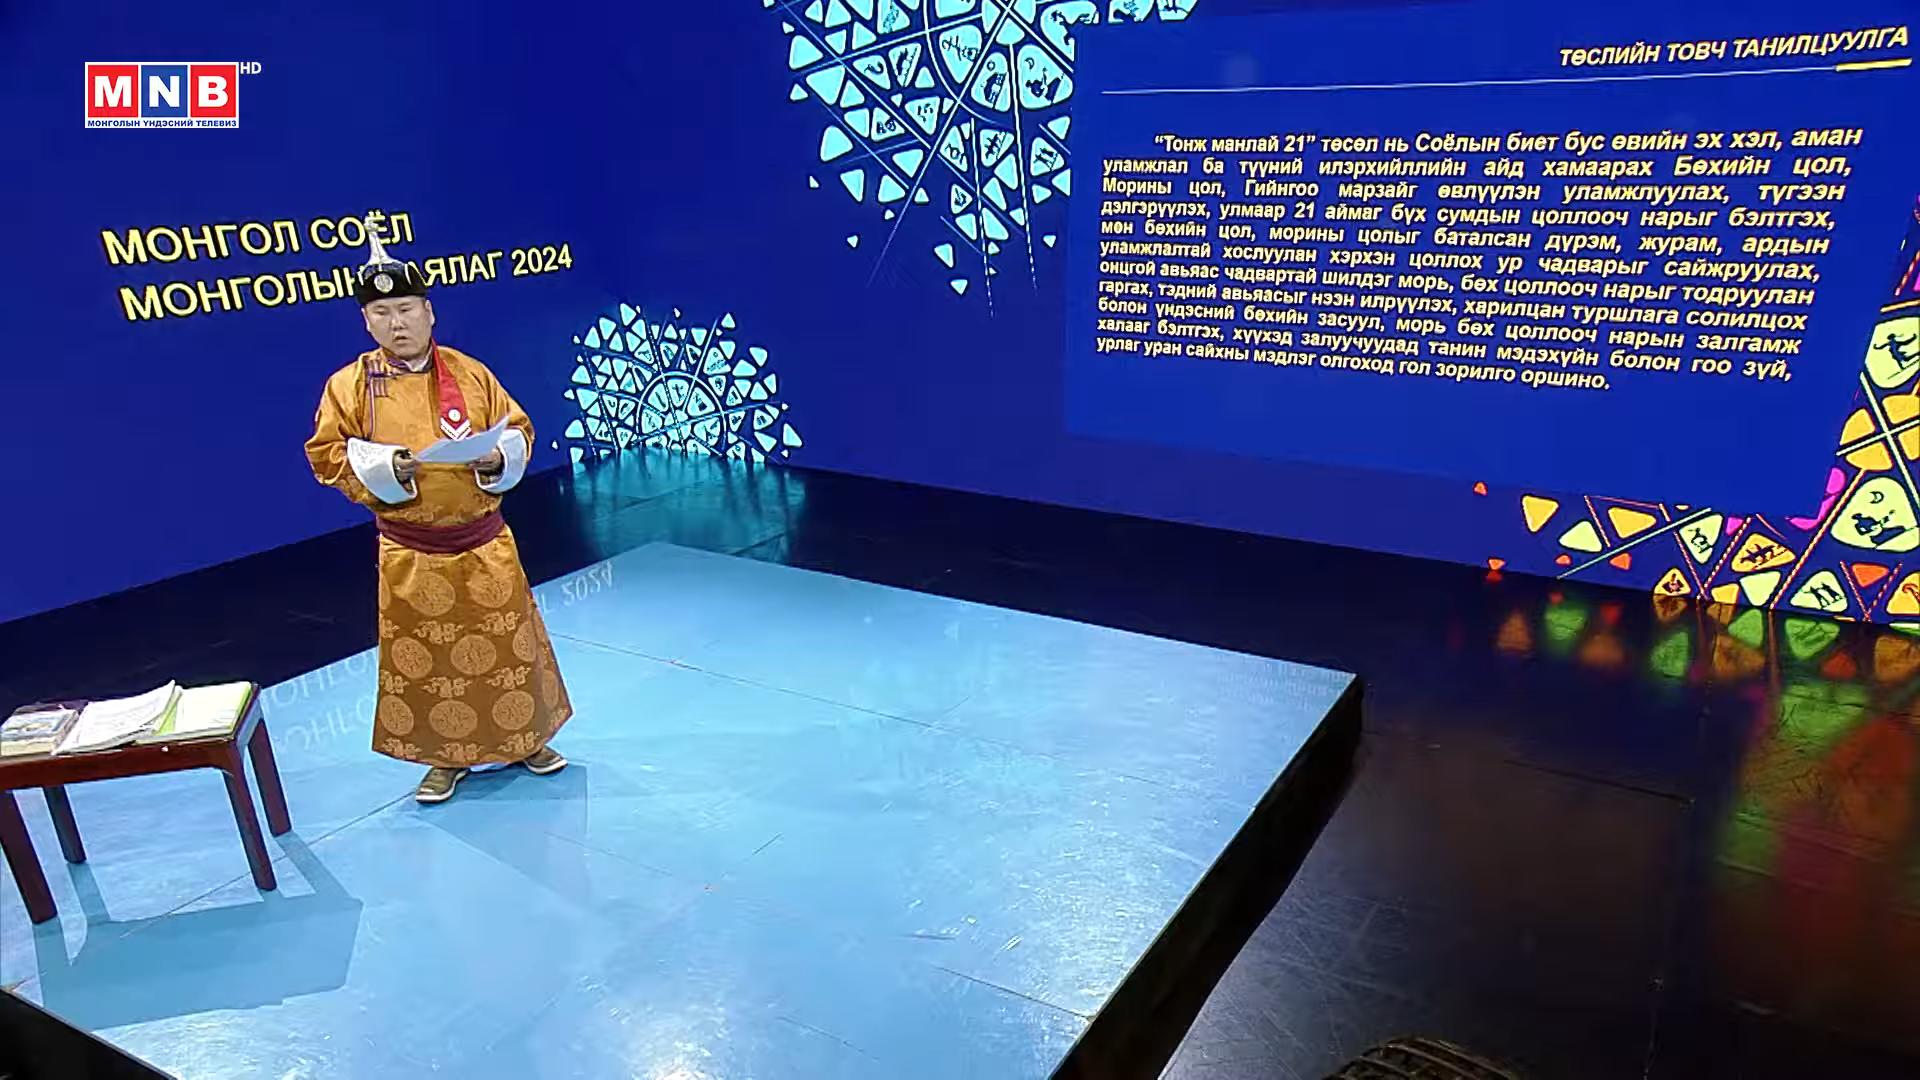 MNB HD
МОНГОЛЫН ҮНДЭСНИЙ ТЕЛЕВИЗ
МОНГОЛ СОЁЛ
МОНГОЛЫН АЯЛАГ 2024
ТӨСЛИЙН ТОВЧ ТАНИЛЦУУЛГА
“Тонж манлай 21” төсөл нь Соёлын биет бус өвийн эх хэл, аман
уламжлал ба түүний илэрхийллийн айд хамаарах Бөхийн цол,
Морины цол, Гийнгоо марзайг өвлүүлэн уламжлуулах, түгээн
дэлгэрүүлэх, улмаар 21 аймаг бүх сумдын цоллооч нарыг бэлтгэх,
мөн бөхийн цол, морины цолыг баталсан дүрэм, журам, ардын
уламжлалтай хослуулан хэрхэн цоллох ур чадварыг сайжруулах,
онцгой авьяас чадвартай шилдэг морь, бөх цоллооч нарыг тодруулан
гаргах, тэдний авьяасыг нээн илрүүлэх, харилцан туршлага солилцох
болон үндэсний бөхийн засуул, морь бөх цоллооч нарын залгамж
халааг бэлтгэх, хүүхэд залуучуудад танин мэдэхүйн болон гоо зүй,
урлаг уран сайхны мэдлэг олгоход гол зорилго оршино.